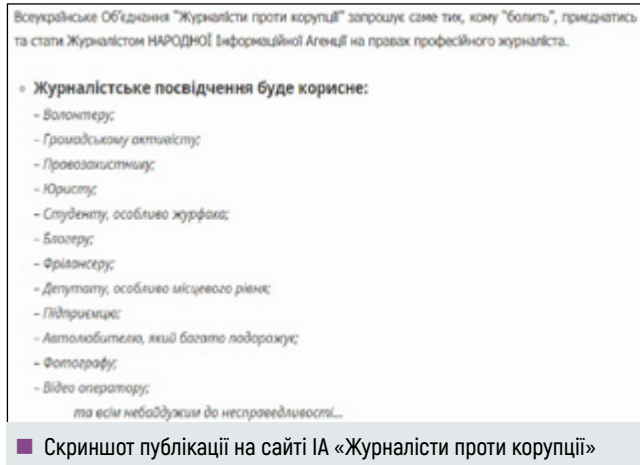 Всеукраїнське Об'єднання "Журналісти проти корупції" запрошує саме тих, кому "болить", приєднатись
та стати Журналістом НАРОДНОЇ Інформаційної Агенції на правах професійного журналіста.
◦ Журналістське посвідчення буде корисне:
– Волонтеру;
– Громадському активісту;
– Правозахистнику;
– Юристу;
– Студенту, особливо журфака;
– Блогеру;
– Фрілансеру;
– Депутату, особливо місцевого рівня;
– Підприємцю;
– Автолюбителю, який багато подорожує;
– Фотографу;
– Відео оператору;
та всім небайдужим до несправедливості...
■ Скриншот публікації на сайті ІА «Журналісти проти корупції»